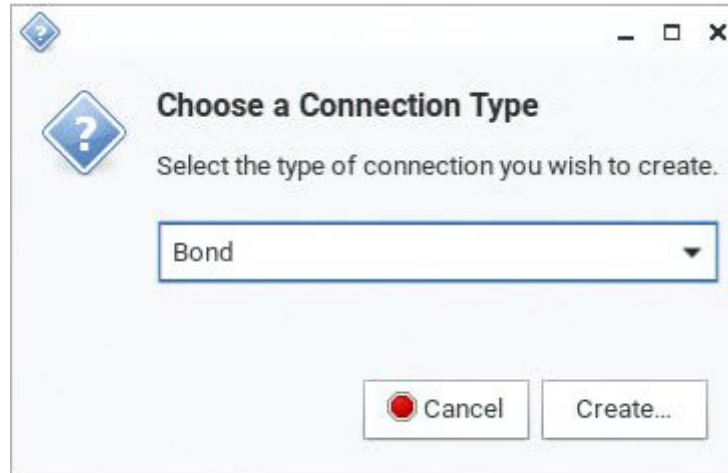 Choose a Connection Type
Select the type of connection you wish to create.
Bond
Cancel
Create...